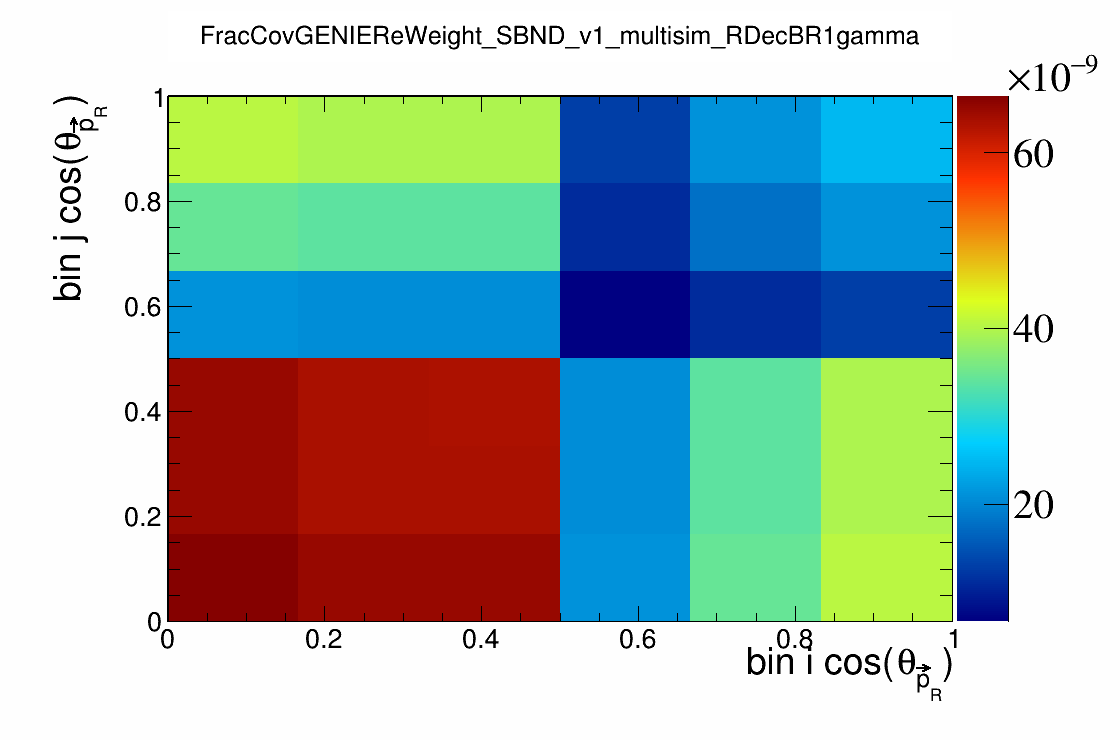 FracCovGENIEReWeight_SBND_v1_multisim_RDecBR1gamma
×10⁻⁹
bin j cos(θ_p⃗_R)
1
0.8
0.6
0.4
0.2
0
0 0.2 0.4 0.6 0.8 1
bin i cos(θ_p⃗_R)
60
40
20